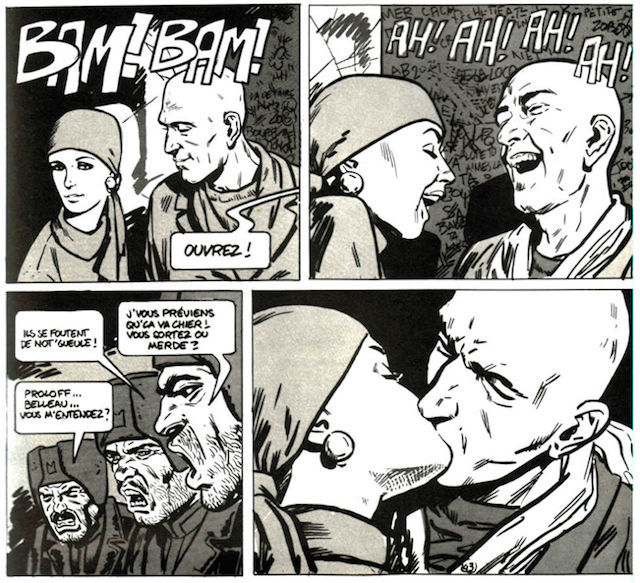 BAM! BAM!
OUVREZ!
AH! AH! AH! AH!
ILS SE FOUTENT
DE NOT' GUEULE!
J'VOUS PRÉVIENS
QU'ÇA VA CHIER!
VOUS SORTEZ OU
MERDE?
PROLOFF...
BELLEAU...
VOUS M'ENTENDEZ?
M
M
93